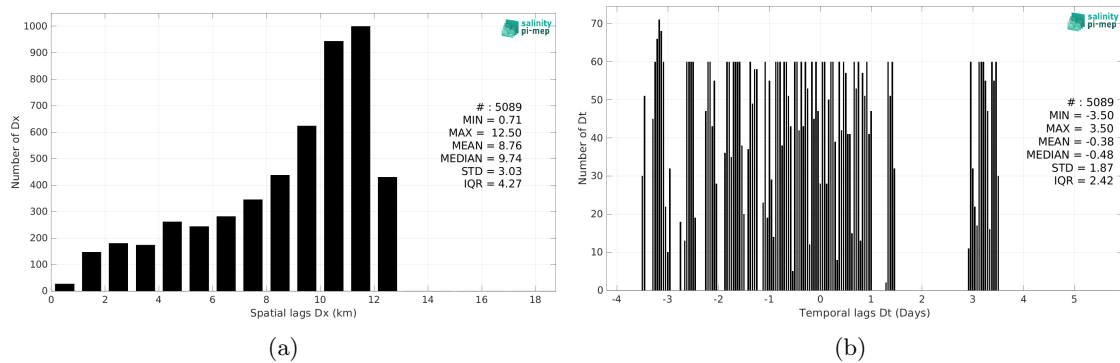 1000
900
800
700
600
500
400
300
200
100
0
Number of Dx
0 2 4 6 8 10 12 14 16 18
Spatial lags Dx (km)
salinity
pi-mep
# : 5089
MIN = 0.71
MAX = 12.50
MEAN = 8.76
MEDIAN = 9.74
STD = 3.03
IQR = 4.27
(a)
70
60
50
40
30
20
10
0
Number of Dt
-4 -3 -2 -1 0 1 2 3 4 5
Temporal lags Dt (Days)
salinity
pi-mep
# : 5089
MIN = -3.50
MAX = 3.50
MEAN = -0.38
MEDIAN = -0.48
STD = 1.87
IQR = 2.42
(b)